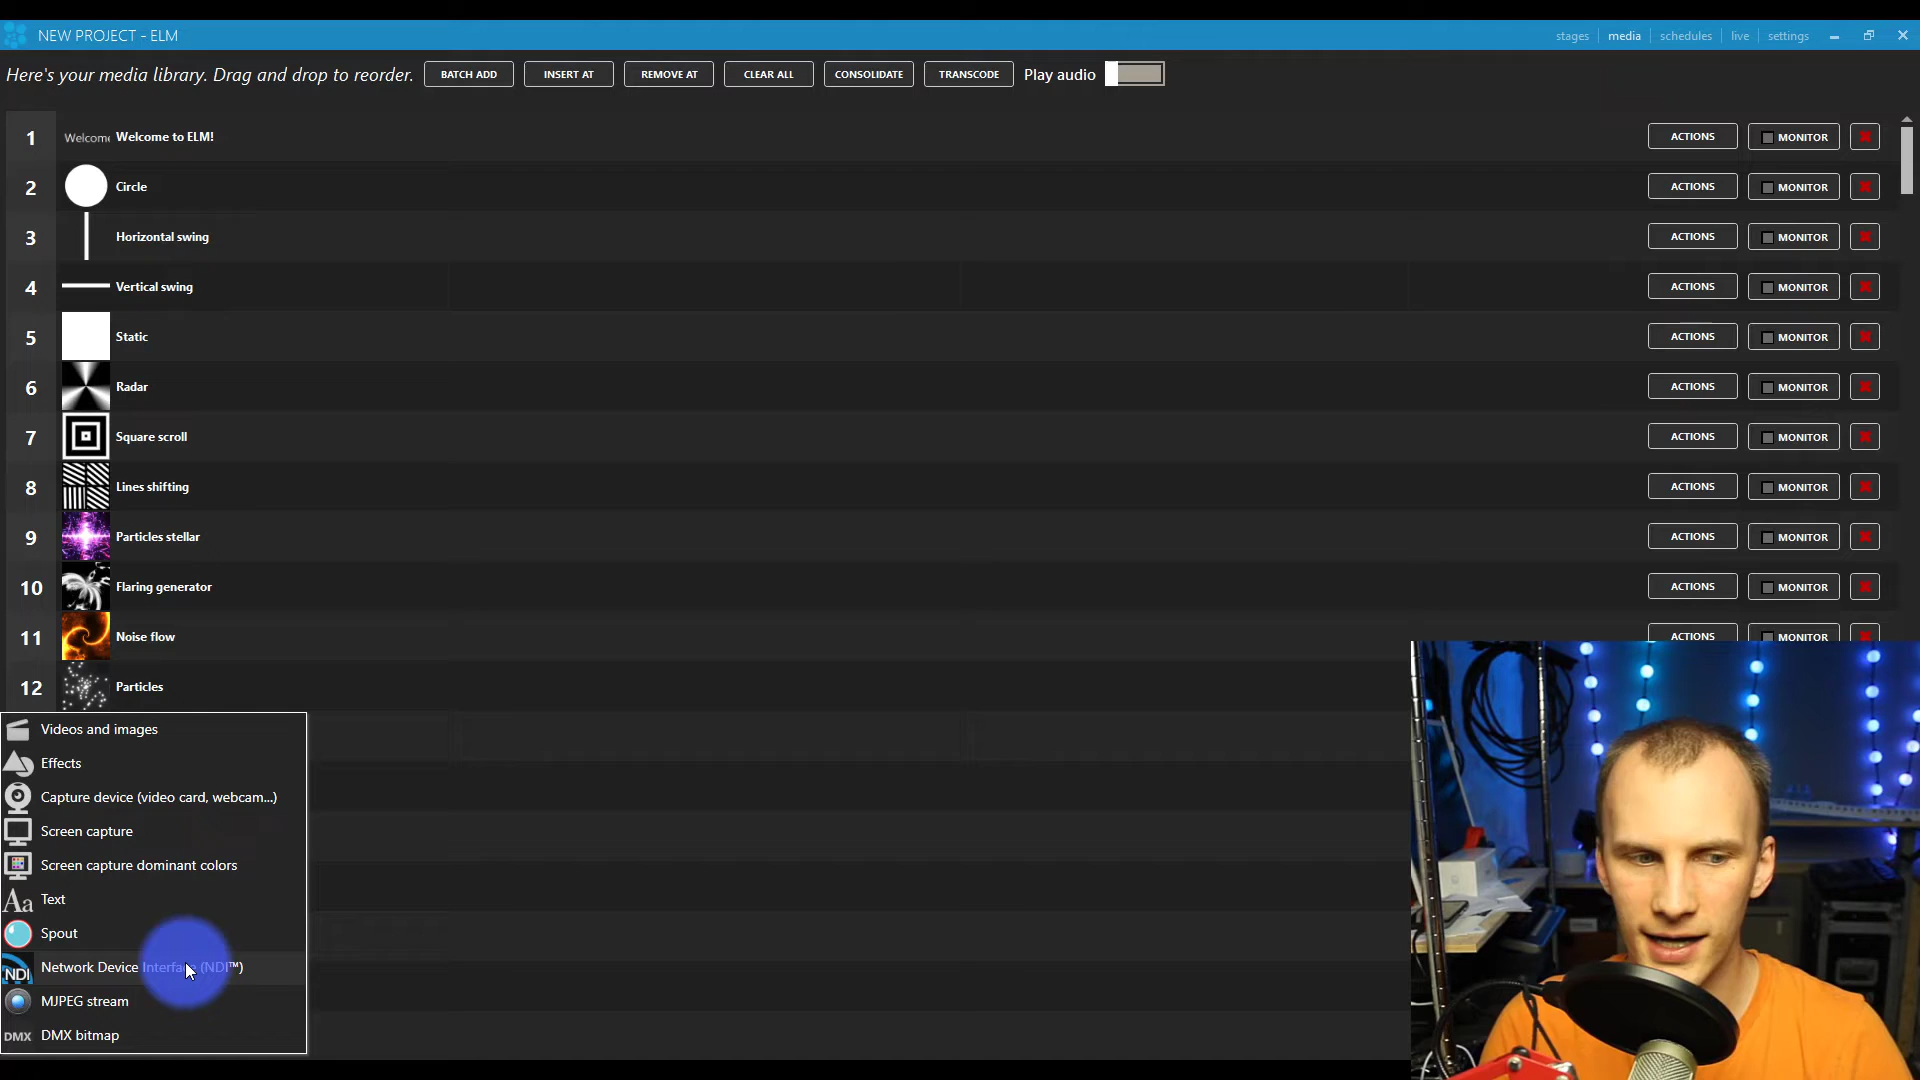 NEW PROJECT - ELM
stages
media
schedules
live
settings
Here's your media library. Drag and drop to reorder.
BATCH ADD
INSERT AT
REMOVE AT
CLEAR ALL
CONSOLIDATE
TRANSCODE
Play audio
1 Welcome Welcome to ELM! ACTIONS MONITOR
2 Circle ACTIONS MONITOR
3 Horizontal swing ACTIONS MONITOR
4 Vertical swing ACTIONS MONITOR
5 Static ACTIONS MONITOR
6 Radar ACTIONS MONITOR
7 Square scroll ACTIONS MONITOR
8 Lines shifting ACTIONS MONITOR
9 Particles stellar ACTIONS MONITOR
10 Flaring generator ACTIONS MONITOR
11 Noise flow ACTIONS MONITOR
12 Particles
Videos and images
Effects
Capture device (video card, webcam...)
Screen capture
Screen capture dominant colors
Aa Text
Spout
NDI Network Device Interface (NDI™)
MJPEG stream
DMX DMX bitmap